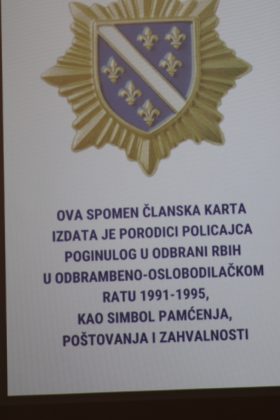 OVA SPOMEN ČLANSKA KARTA
IZDATA JE PORODICI POLICAJCA
POGINULOG U ODBRANI RBIH
U ODBRAMBENO-OSLOBODILAČKOM
RATU 1991-1995,
KAO SIMBOL PAMĆENJA,
POŠTOVANJA I ZAHVALNOSTI